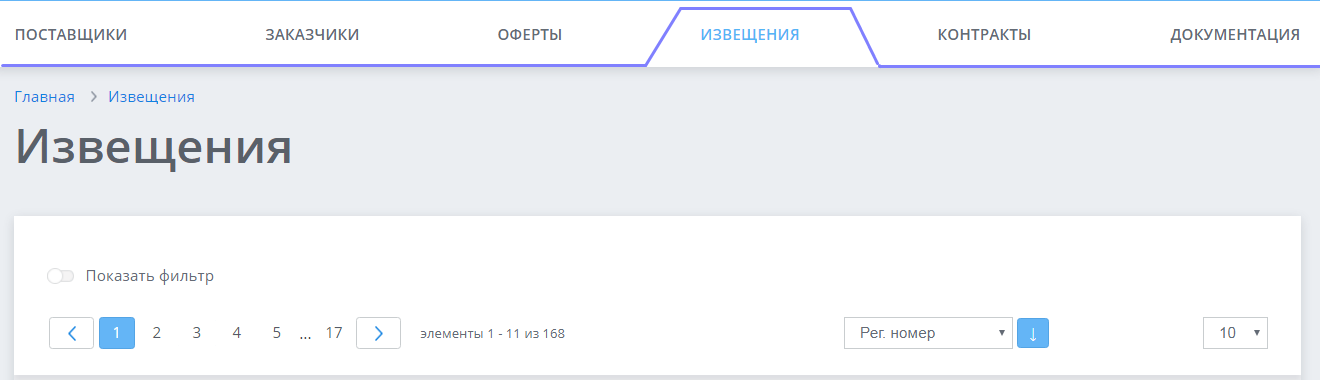 ПОСТАВЩИКИ ЗАКАЗЧИКИ ОФЕРТЫ ИЗВЕЩЕНИЯ КОНТРАКТЫ ДОКУМЕНТАЦИЯ
Главная > Извещения
Извещения
Показать фильтр
1 2 3 4 5 ... 17 элементы 1 - 11 из 168 Рег. номер ↓ 10